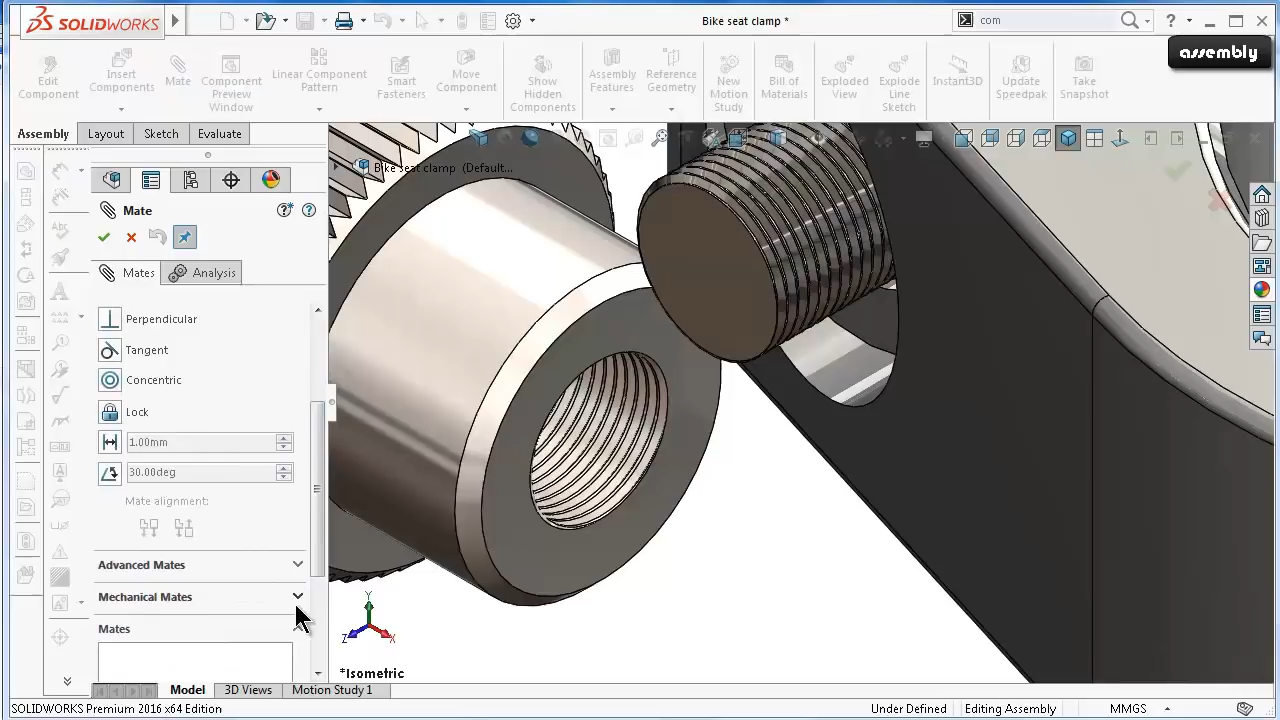 SOLIDWORKS
Bike seat clamp *
com
?
assembly
Edit
Component
Insert
Components
Mate
Component
Preview
Window
Linear Component
Pattern
Smart
Fasteners
Move
Component
Show
Hidden
Components
Assembly
Features
Reference
Geometry
New
Motion
Study
Bill of
Materials
Exploded
View
Explode
Line
Sketch
Instant3D
Update
Speedpak
Take
Snapshot
Assembly
Layout
Sketch
Evaluate
Bike seat clamp (Default...
Mate
Mates
Analysis
Perpendicular
Tangent
Concentric
Lock
1.00mm
30.00deg
Mate alignment:
Advanced Mates
Mechanical Mates
Mates
Y
Z
X
*Isometric
Model
3D Views
Motion Study 1
SOLIDWORKS Premium 2016 x64 Edition
Under Defined
Editing Assembly
MMGS